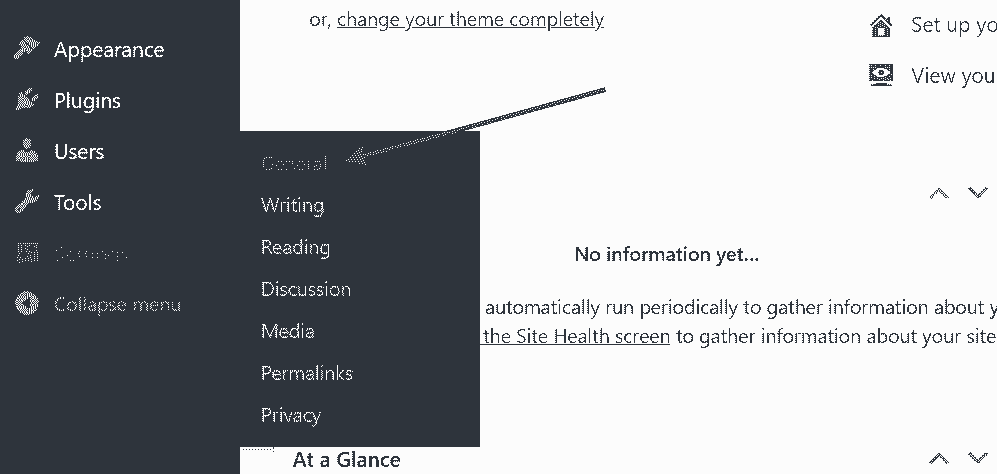 or, change your theme completely
Set up yo
View you
Appearance
Plugins
Users
Tools
Settings
Collapse menu
General
Writing
Reading
Discussion
Media
Permalinks
Privacy
No information yet...
automatically run periodically to gather information about y
the Site Health screen to gather information about your site
At a Glance